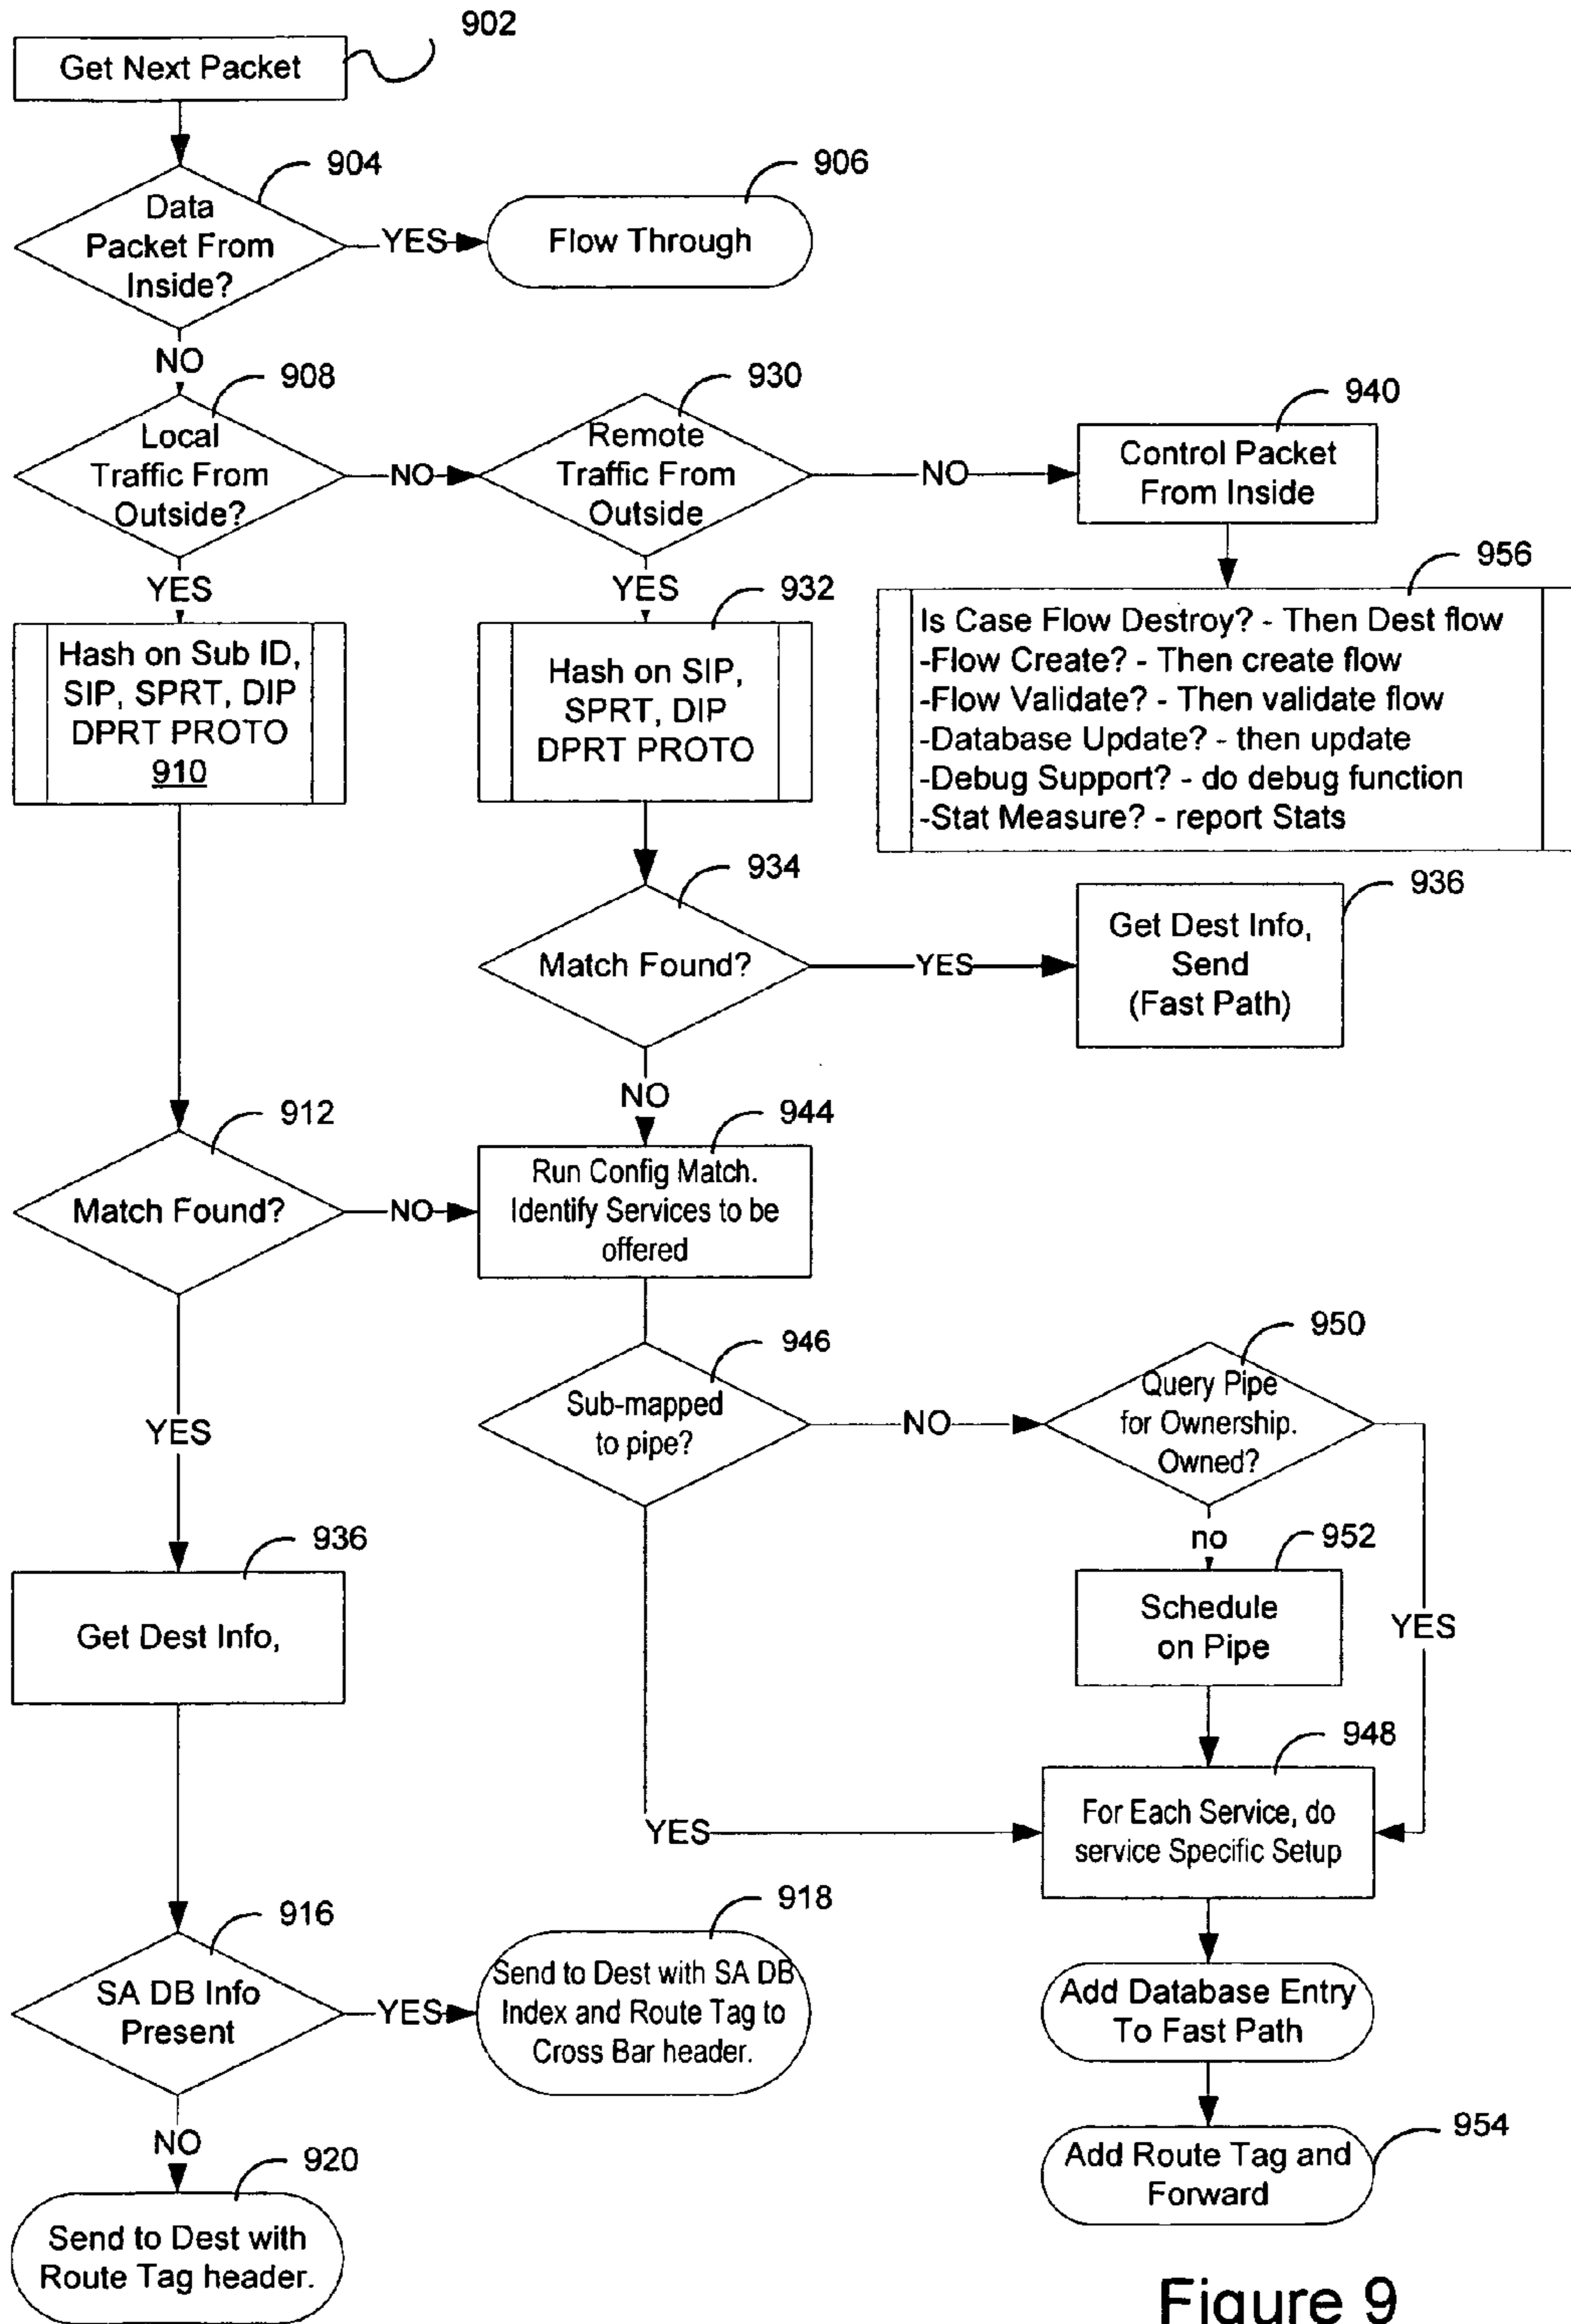 902
Get Next Packet
904
Data
Packet From
Inside?
YES
906
Flow Through
NO
908
Local
Traffic From
Outside?
NO
930
Remote
Traffic From
Outside
NO
940
Control Packet
From Inside
YES
Hash on Sub ID,
SIP, SPRT, DIP
DPRT PROTO
910
YES
932
Hash on SIP,
SPRT, DIP
DPRT PROTO
956
Is Case Flow Destroy? - Then Dest flow
-Flow Create? - Then create flow
-Flow Validate? - Then validate flow
-Database Update? - then update
-Debug Support? - do debug function
-Stat Measure? - report Stats
934
Match Found?
YES
936
Get Dest Info,
Send
(Fast Path)
NO
912
Match Found?
NO
944
Run Config Match.
Identify Services to be
offered
946
Sub-mapped
to pipe?
NO
950
Query Pipe
for Ownership.
Owned?
YES
no
952
Schedule
on Pipe
YES
936
Get Dest Info,
948
For Each Service, do
service Specific Setup
YES
916
SA DB Info
Present
YES
918
Send to Dest with SA DB
Index and Route Tag to
Cross Bar header.
Add Database Entry
To Fast Path
NO
920
Send to Dest with
Route Tag header.
954
Add Route Tag and
Forward
Figure 9